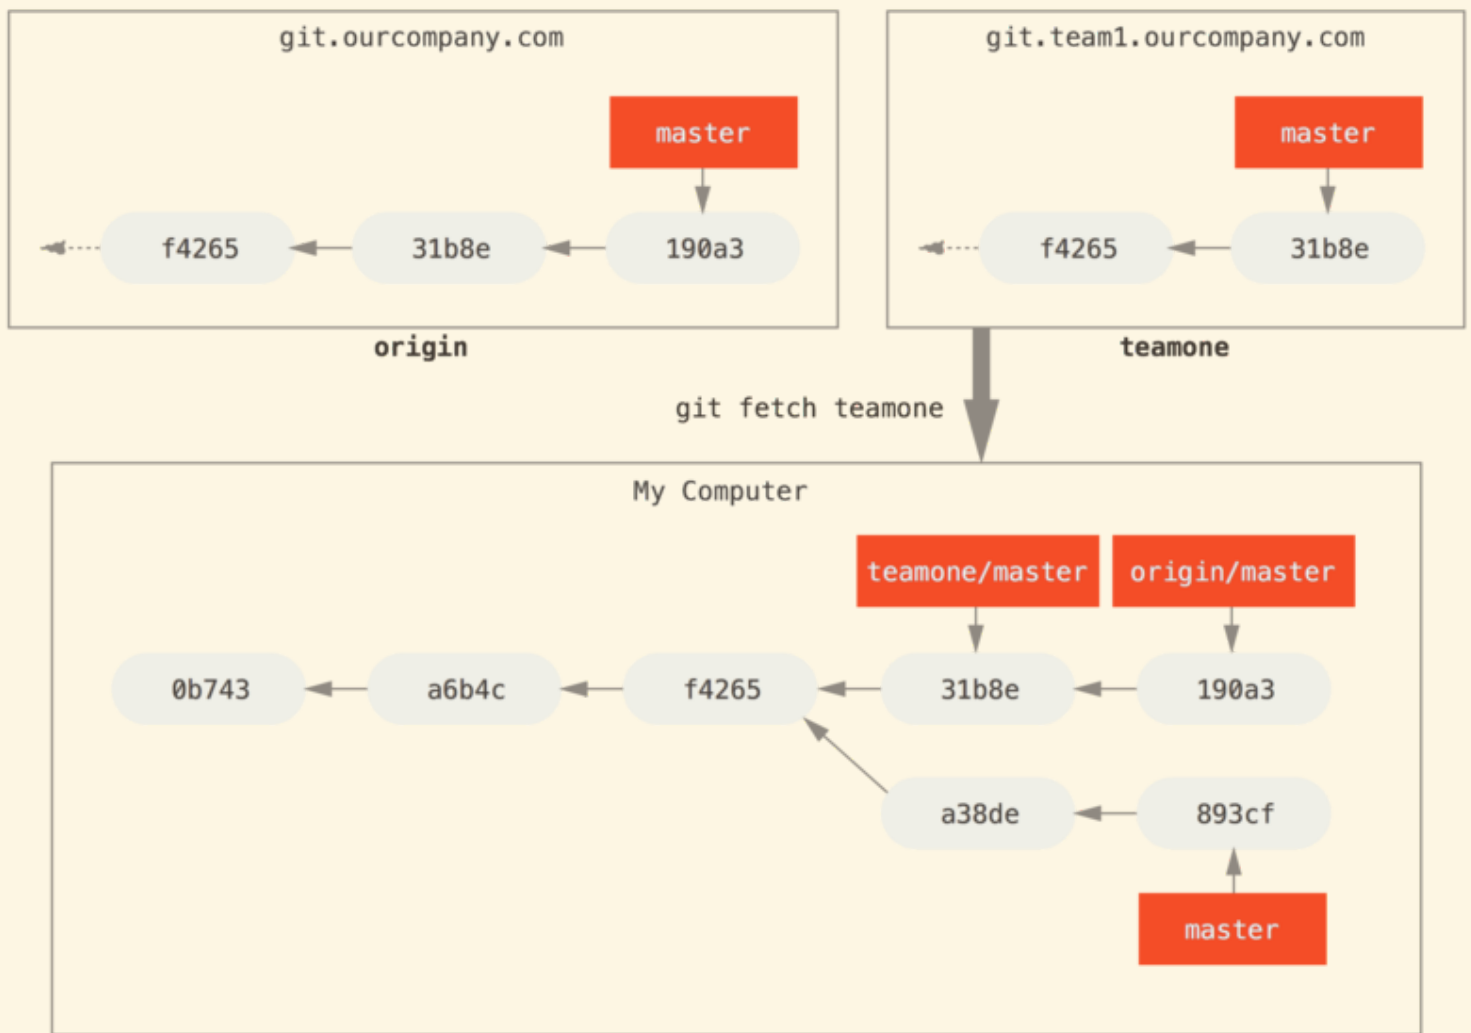 git.ourcompany.com
master
f4265
31b8e
190a3
origin
git.team1.ourcompany.com
master
f4265
31b8e
teamone
git fetch teamone
My Computer
teamone/master
origin/master
0b743
a6b4c
f4265
31b8e
190a3
a38de
893cf
master